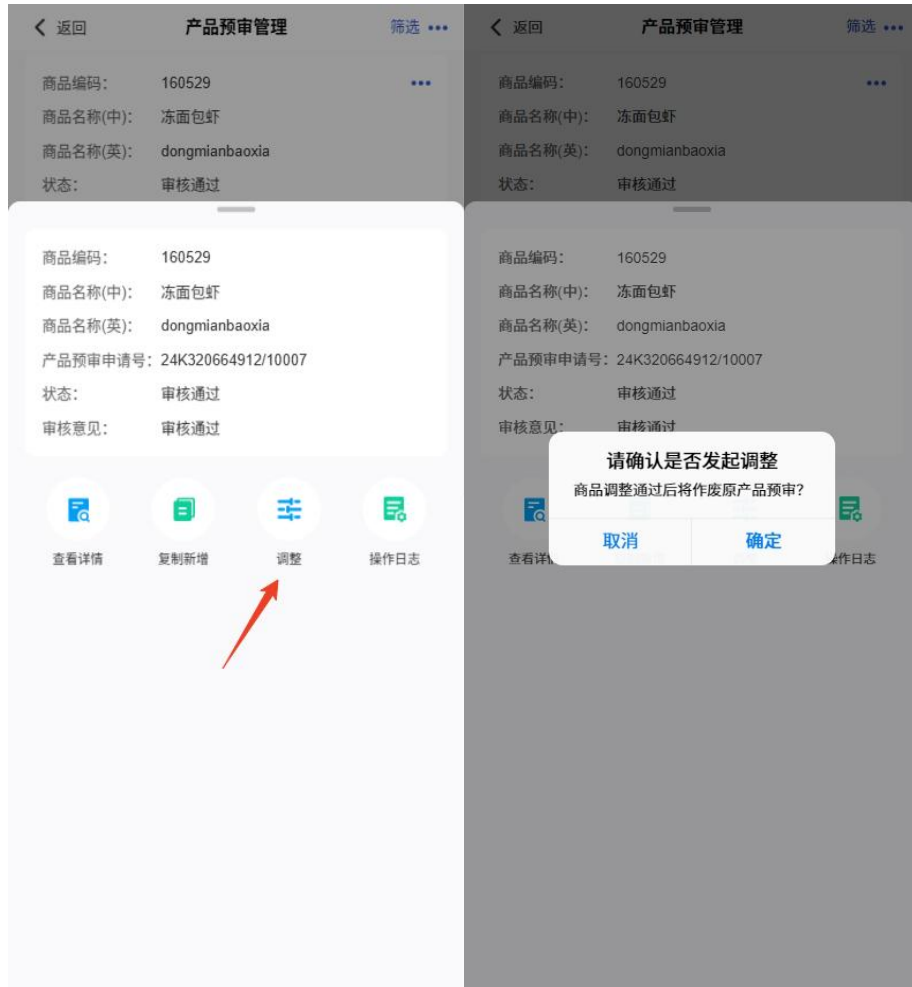 返回 产品预审管理 筛选 •••
商品编码： 160529 •••
商品名称(中)： 冻面包虾
商品名称(英)： dongmianbaoxia
状态： 审核通过
商品编码： 160529
商品名称(中)： 冻面包虾
商品名称(英)： dongmianbaoxia
产品预审申请号： 24K320664912/10007
状态： 审核通过
审核意见： 审核通过
查看详情 复制新增 调整 操作日志
返回 产品预审管理 筛选 •••
商品编码： 160529 •••
商品名称(中)： 冻面包虾
商品名称(英)： dongmianbaoxia
状态： 审核通过
商品编码： 160529
商品名称(中)： 冻面包虾
商品名称(英)： dongmianbaoxia
产品预审申请号： 24K320664912/10007
状态： 审核通过
审核意见： 审核通过
请确认是否发起调整
商品调整通过后将作废原产品预审？
取消 确定
查看详 作日志